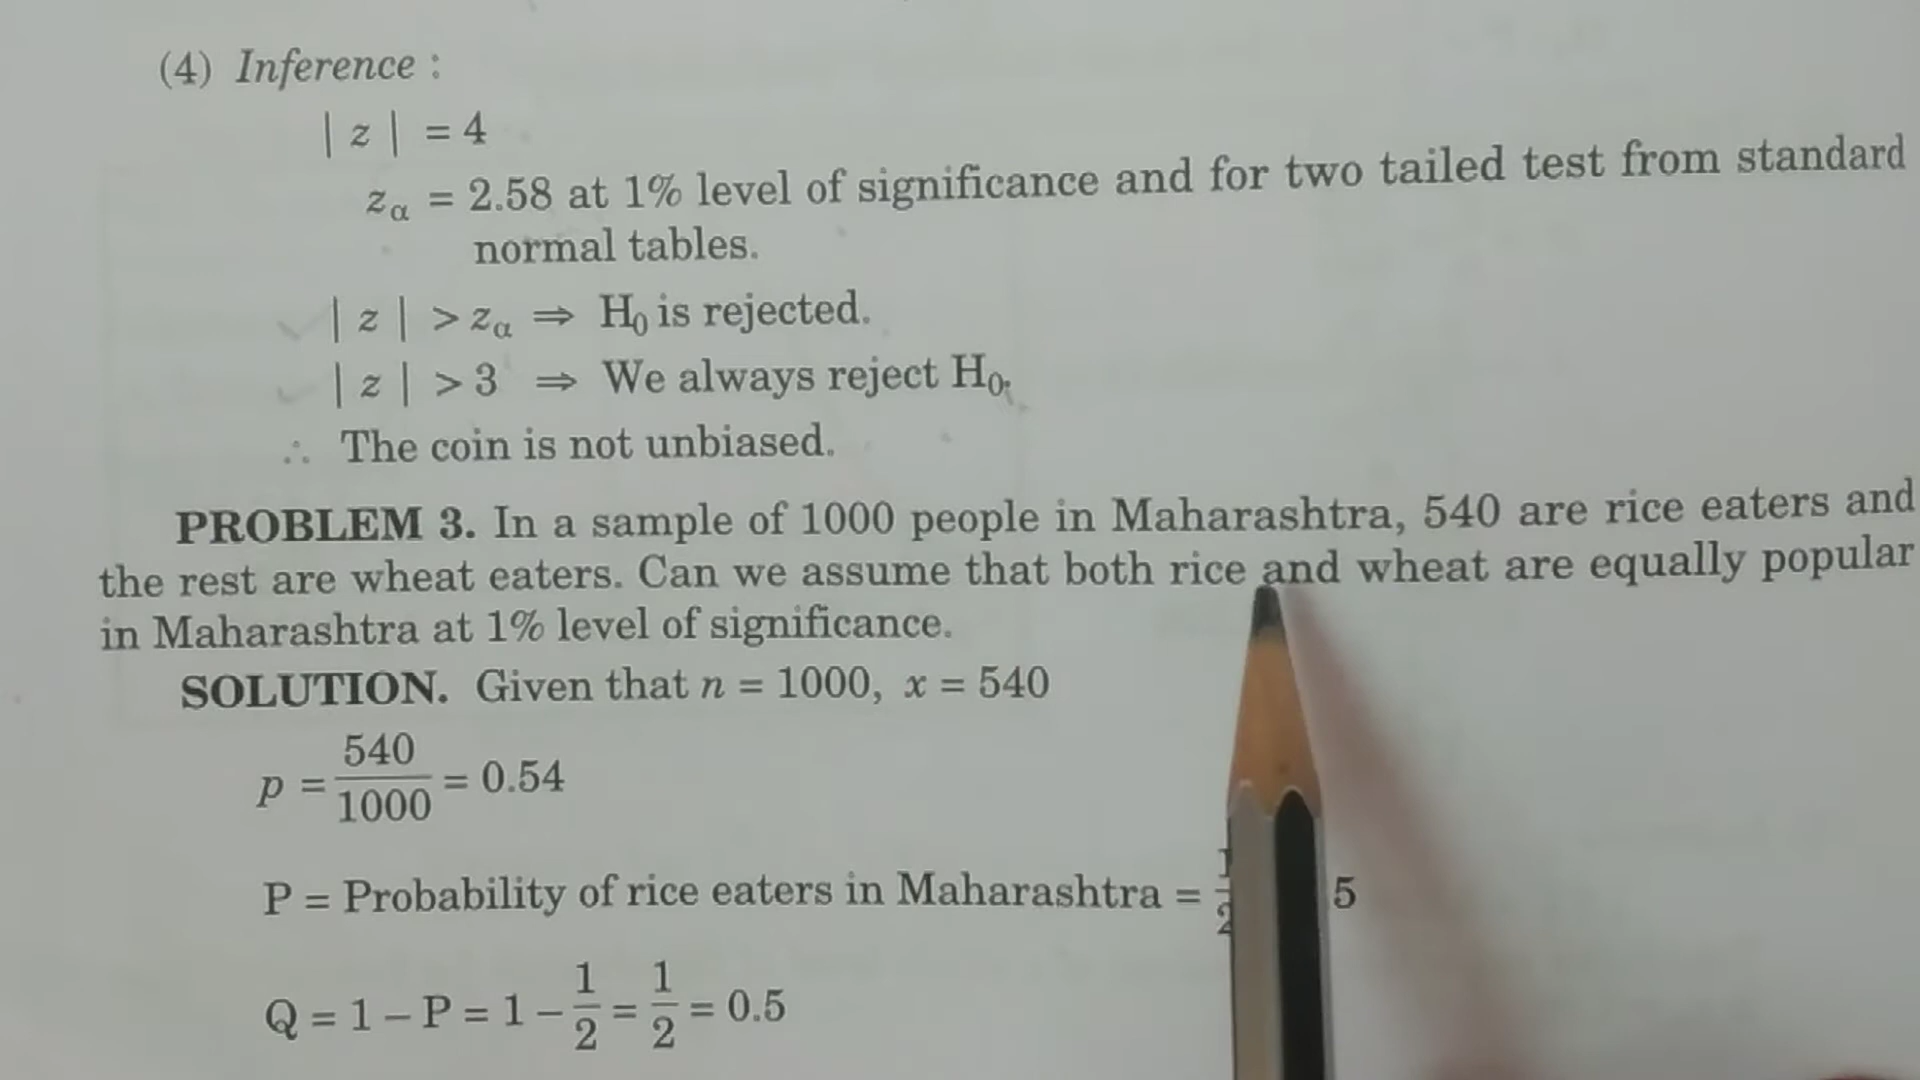 (4) Inference :
| z | = 4
zα = 2.58 at 1% level of significance and for two tailed test from standard
normal tables.
| z | > zα ⇒ H0 is rejected.
| z | > 3 ⇒ We always reject H0.
∴ The coin is not unbiased.
PROBLEM 3. In a sample of 1000 people in Maharashtra, 540 are rice eaters and
the rest are wheat eaters. Can we assume that both rice and wheat are equally popular
in Maharashtra at 1% level of significance.
SOLUTION. Given that n = 1000, x = 540
p = 540/1000 = 0.54
P = Probability of rice eaters in Maharashtra = 1/2 5
Q = 1 – P = 1 – 1/2 = 1/2 = 0.5